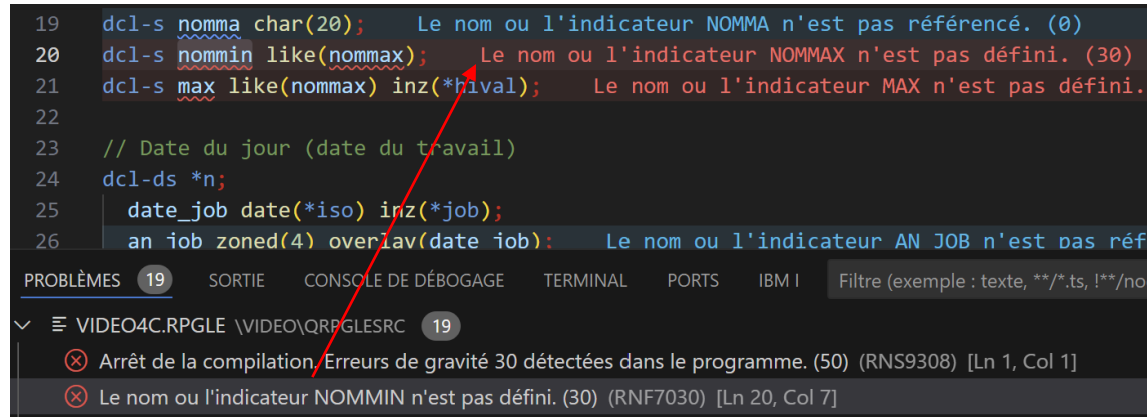 19 dcl-s nomma char(20); Le nom ou l'indicateur NOMMA n'est pas référencé. (0)
20 dcl-s nommin like(nommax); Le nom ou l'indicateur NOMMAX n'est pas défini. (30)
21 dcl-s max like(nommax) inz(*hival); Le nom ou l'indicateur MAX n'est pas défini.
22
23 // Date du jour (date du travail)
24 dcl-ds *n;
25 date_job date(*iso) inz(*job);
26 an_job zoned(4) overlay(date_job); Le nom ou l'indicateur AN_JOB n'est pas réf
PROBLÈMES 19 SORTIE CONSOLE DE DÉBOGAGE TERMINAL PORTS IBM I Filtre (exemple : texte, **/*.ts, !**/no
VIDEO4C.RPGLE \VIDEO\QRPGLESRC 19
Arrêt de la compilation. Erreurs de gravité 30 détectées dans le programme. (50) (RNS9308) [Ln 1, Col 1]
Le nom ou l'indicateur NOMMIN n'est pas défini. (30) (RNF7030) [Ln 20, Col 7]